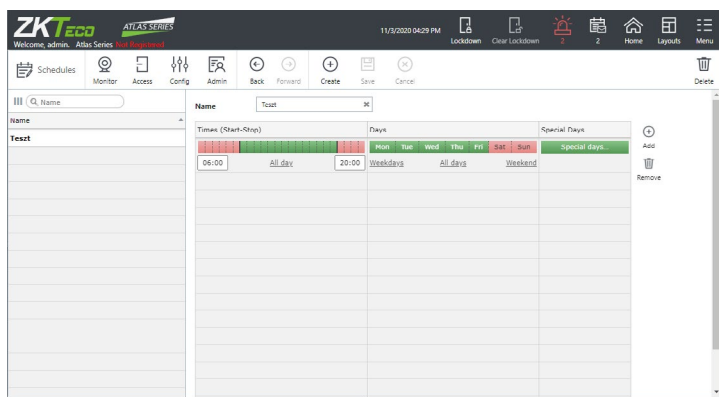 ZKTeco ATLAS SERIES
Welcome, admin. Atlas Series Not Registered
11/3/2020 04:29 PM
Lockdown Clear Lockdown 2 2 Home Layouts Menu
Schedules Monitor Access Config Admin Back Forward Create Save Cancel Delete
Name
Name
Teszt
Name Teszt
Times (Start-Stop) Days Special Days
Mon Tue Wed Thu Fri Sat Sun Special days...
06:00 All day 20:00 Weekdays All days Weekend
Add
Remove